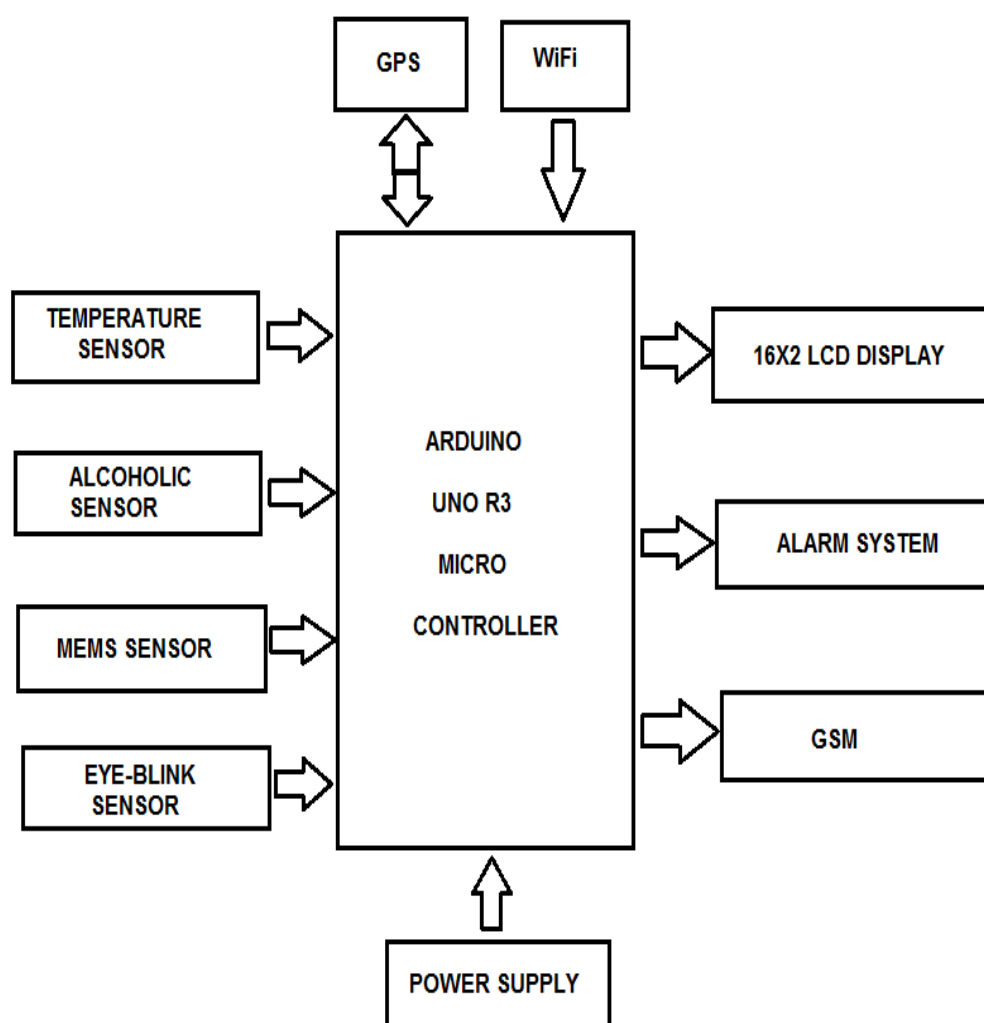 GPS
WiFi
TEMPERATURE
SENSOR
16X2 LCD DISPLAY
ALCOHOLIC
SENSOR
ARDUINO
UNO R3
MICRO
CONTROLLER
ALARM SYSTEM
MEMS SENSOR
GSM
EYE-BLINK
SENSOR
POWER SUPPLY